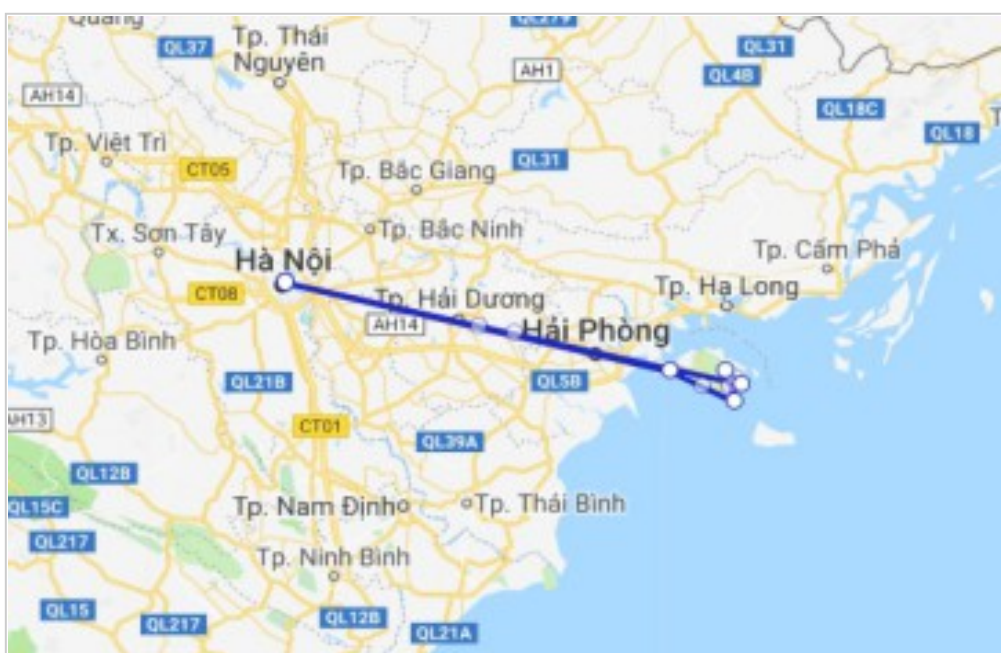 Quang
QL279
QL37
Tp. Thái
Nguyên
QL31
AH1
QL4B
AH14
QL18C
QL18
Tp. Việt Trì
CT05
QL31
Tp. Bắc Giang
Tx. Sơn Tây
Tp. Bắc Ninh
Hà Nội
Tp. Cẩm Phả
CT08
Tp. Hải Dương
Tp. Hạ Long
AH14
Hải Phòng
Tp. Hòa Bình
QL21B
QL5B
AH13
CT01
QL39A
QL12B
QL15C
Tp. Nam Định
Tp. Thái Bình
QL217
Tp. Ninh Bình
QL15
QL217
QL12B
QL21A